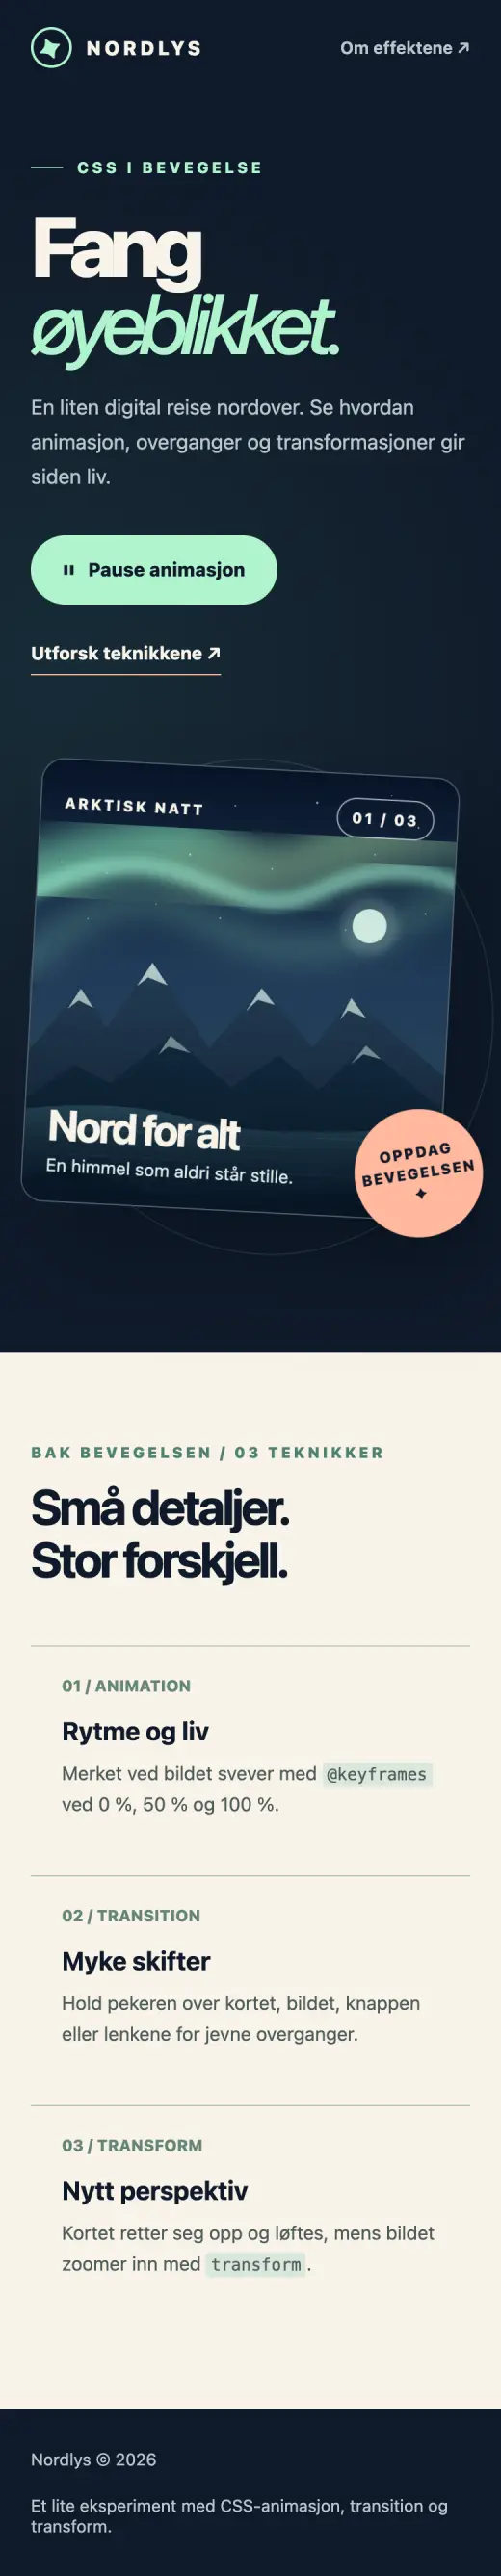 NORDLYS
Om effektene ↗
CSS I BEVEGELSE
Fang
øyeblikket.
En liten digital reise nordover. Se hvordan
animasjon, overganger og transformasjoner gir
siden liv.
Pause animasjon
Utforsk teknikkene ↗
ARKTISK NATT
01 / 03
Nord for alt
En himmel som aldri står stille.
OPPDAG
BEVEGELSEN
✦
BAK BEVEGELSEN / 03 TEKNIKKER
Små detaljer.
Stor forskjell.
01 / ANIMATION
Rytme og liv
Merket ved bildet svever med @keyframes
ved 0 %, 50 % og 100 %.
02 / TRANSITION
Myke skifter
Hold pekeren over kortet, bildet, knappen
eller lenkene for jevne overganger.
03 / TRANSFORM
Nytt perspektiv
Kortet retter seg opp og løftes, mens bildet
zoomer inn med transform.
Nordlys © 2026
Et lite eksperiment med CSS-animasjon, transition og
transform.